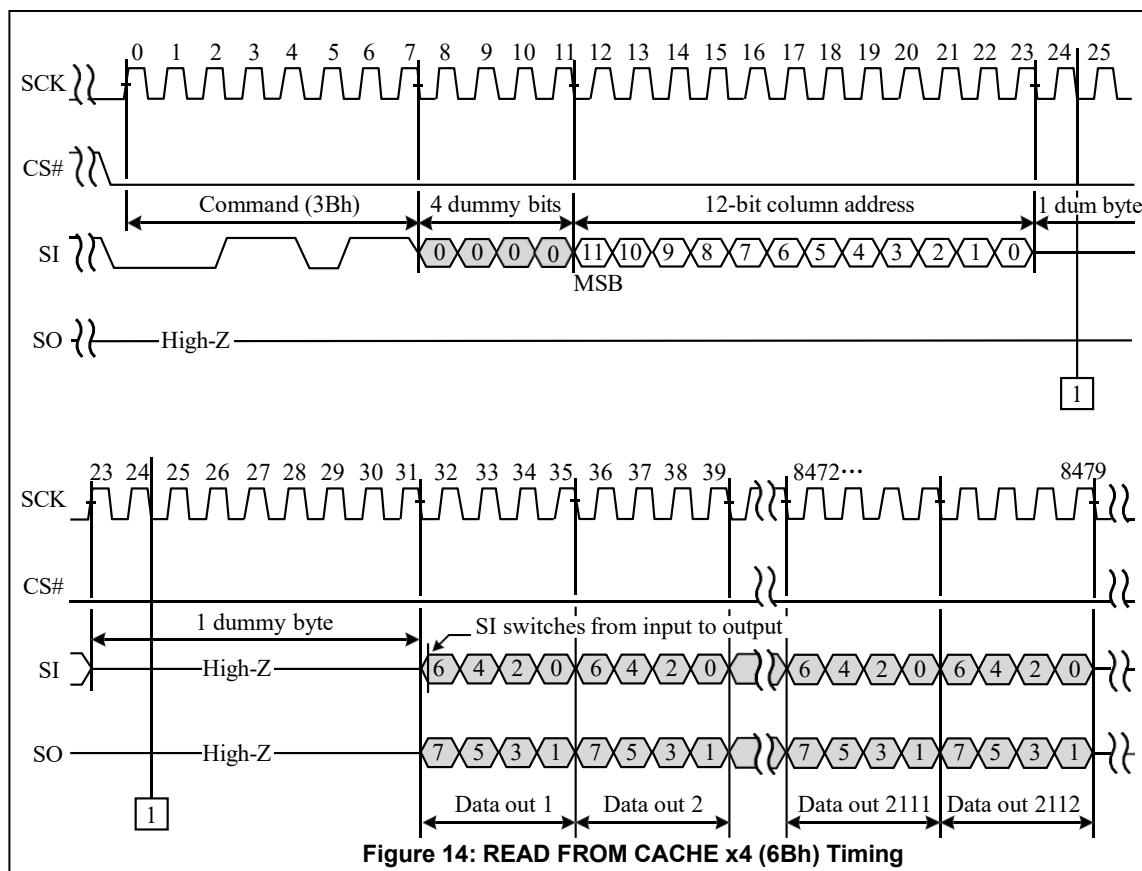 0 1 2 3 4 5 6 7 8 9 10 11 12 13 14 15 16 17 18 19 20 21 22 23 24 25
SCK
CS#
Command (3Bh) 4 dummy bits 12-bit column address 1 dum byte
SI 0 0 0 0 11 10 9 8 7 6 5 4 3 2 1 0
MSB
SO High-Z
1
23 24 25 26 27 28 29 30 31 32 33 34 35 36 37 38 39 8472... 8479
SCK
CS#
1 dummy byte SI switches from input to output
SI High-Z 6 4 2 0 6 4 2 0 6 4 2 0 6 4 2 0
SO High-Z 7 5 3 1 7 5 3 1 7 5 3 1 7 5 3 1
1 Data out 1 Data out 2 Data out 2111 Data out 2112
Figure 14: READ FROM CACHE x4 (6Bh) Timing